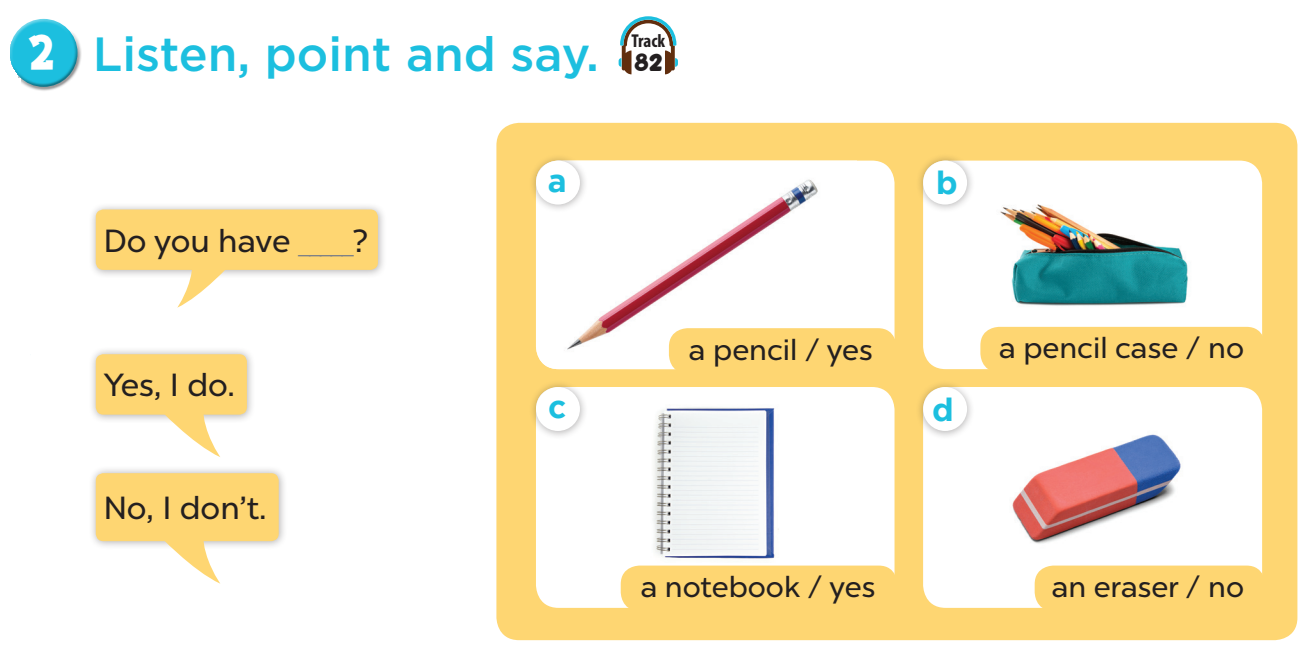 2 Listen, point and say. Track 82
Do you have ____?
Yes, I do.
No, I don't.
a
a pencil / yes
b
a pencil case / no
c
a notebook / yes
d
an eraser / no